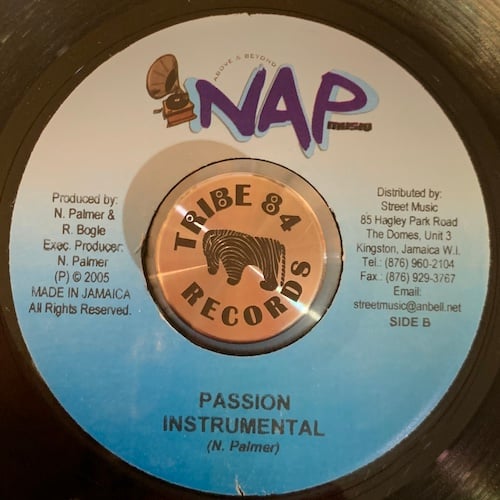 ABOVE & BEYOND
NAP
MUSIC
Produced by:
N. Palmer &
R. Bogle
Exec. Producer:
N. Palmer
(P) © 2005
MADE IN JAMAICA
All Rights Reserved.
TRIBE 84
RECORDS
Distributed by:
Street Music
85 Hagley Park Road
The Domes, Unit 3
Kingston, Jamaica W.I.
Tel.: (876) 960-2104
Fax.: (876) 929-3767
Email:
streetmusic@anbell.net
SIDE B
PASSION
INSTRUMENTAL
(N. Palmer)